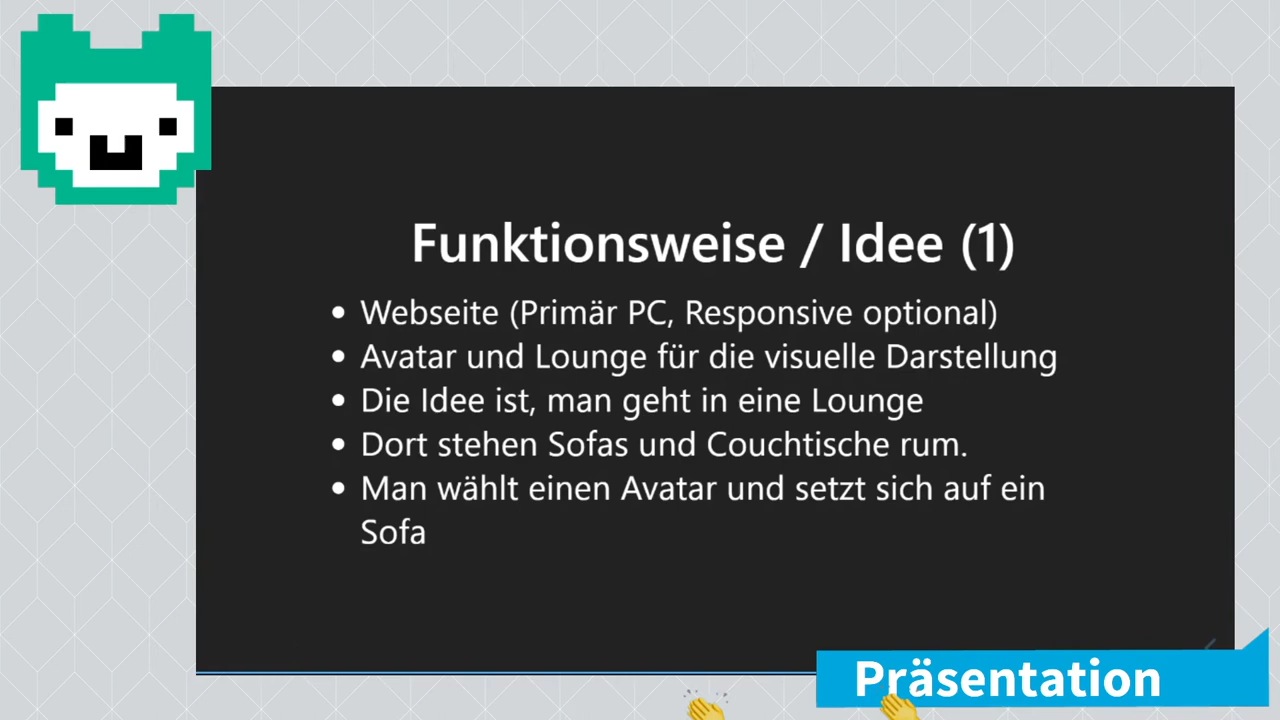 Funktionsweise / Idee (1)
• Webseite (Primär PC, Responsive optional)
• Avatar und Lounge für die visuelle Darstellung
• Die Idee ist, man geht in eine Lounge
• Dort stehen Sofas und Couchtische rum.
• Man wählt einen Avatar und setzt sich auf ein
Sofa
Präsentation